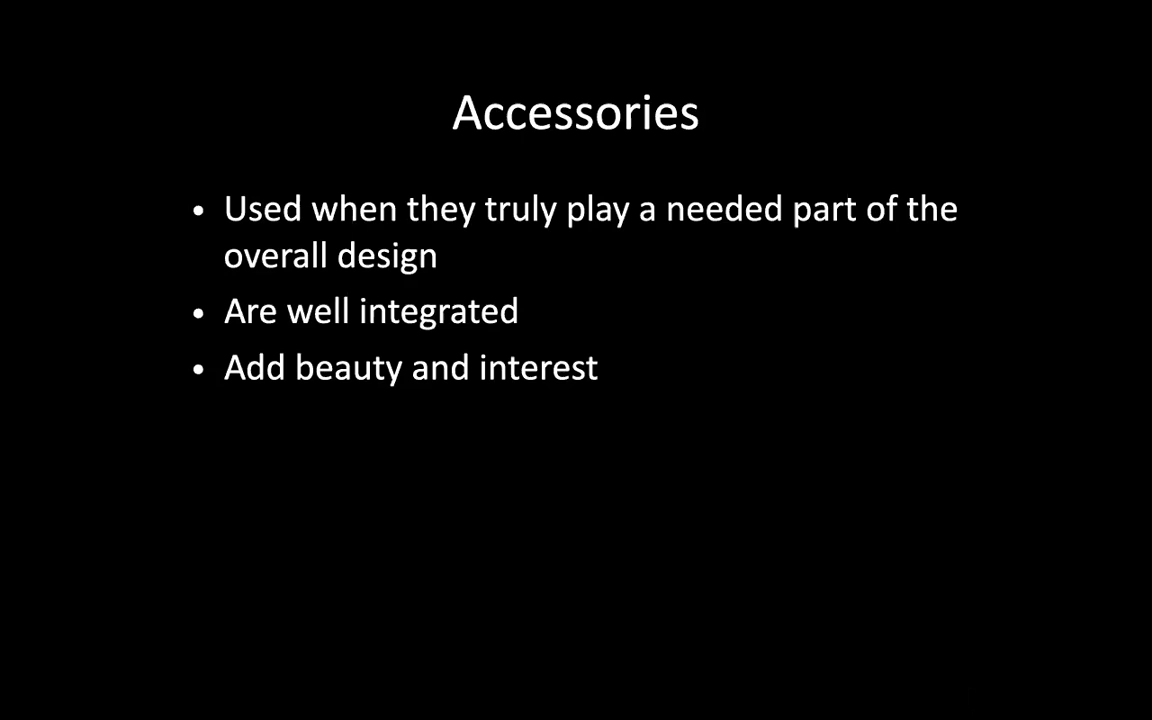 Accessories
• Used when they truly play a needed part of the
overall design
• Are well integrated
• Add beauty and interest